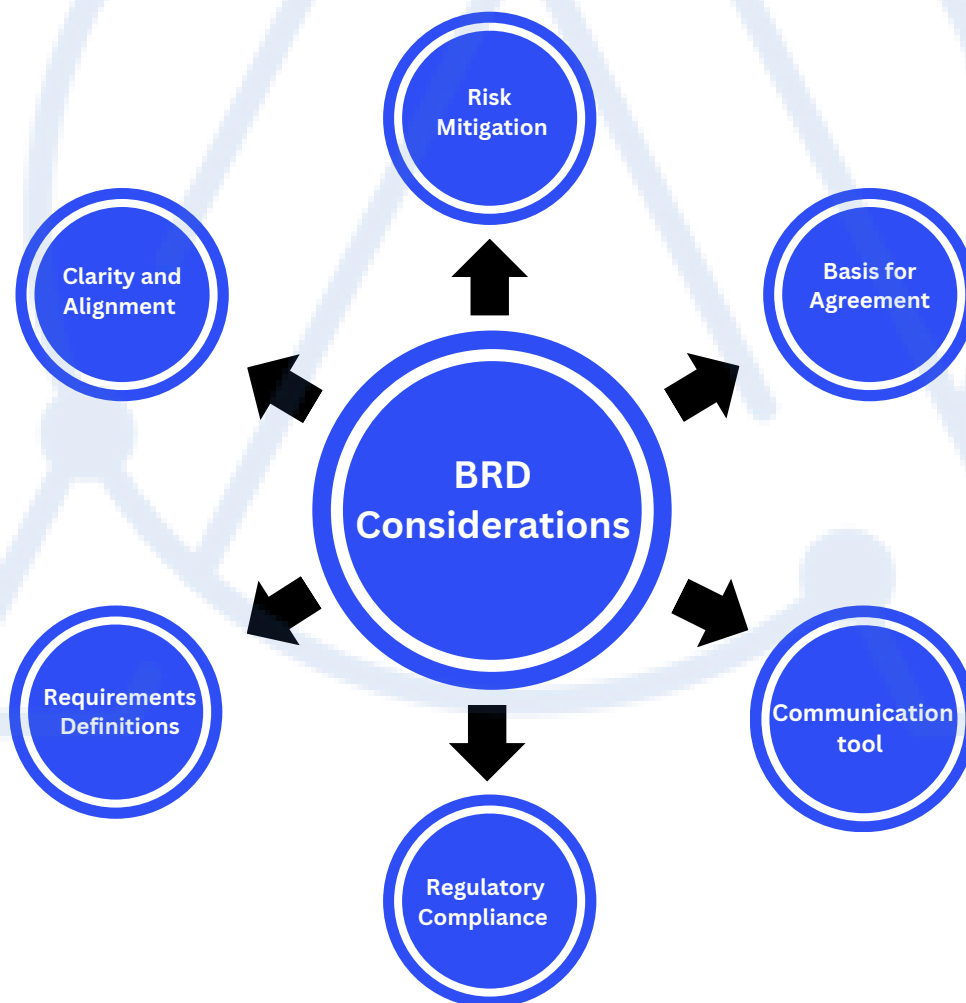 Risk
Mitigation
Clarity and
Alignment
Basis for
Agreement
BRD
Considerations
Requirements
Definitions
Communication
tool
Regulatory
Compliance